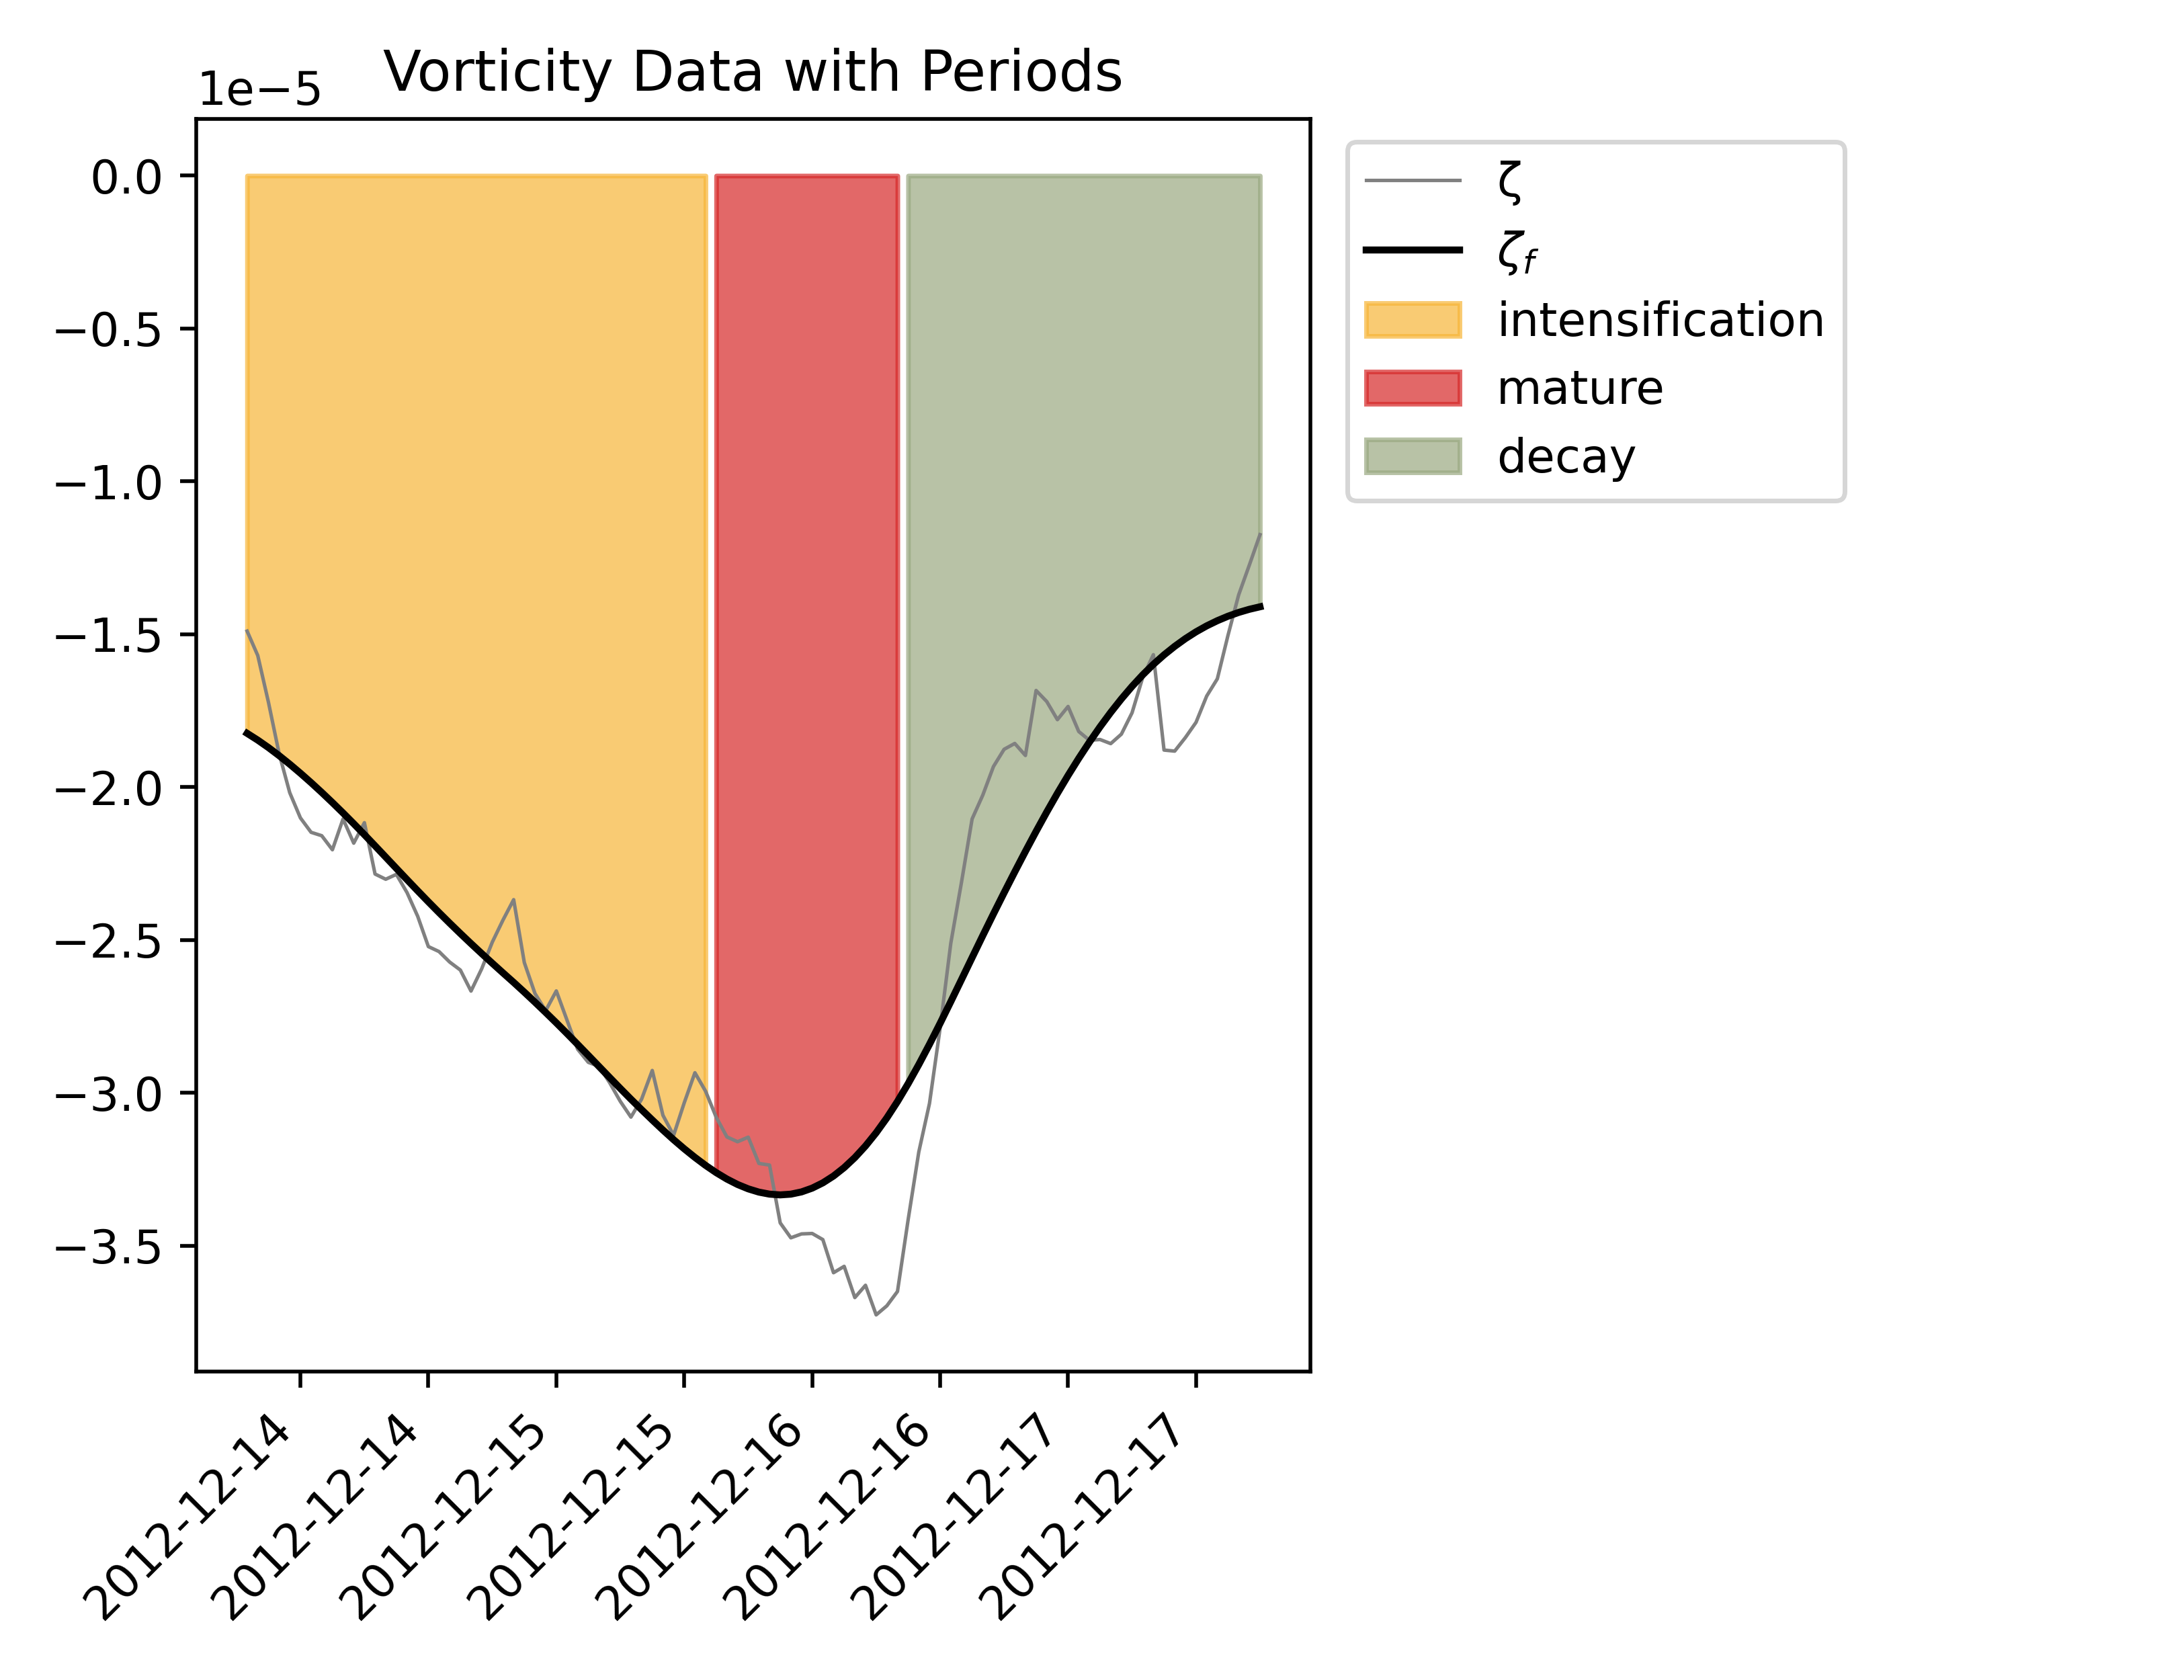 Vorticity Data with Periods
1e−5
0.0
−0.5
−1.0
−1.5
−2.0
−2.5
−3.0
−3.5
2012-12-14
2012-12-14
2012-12-15
2012-12-15
2012-12-16
2012-12-16
2012-12-17
2012-12-17
ζ
ζf
intensification
mature
decay